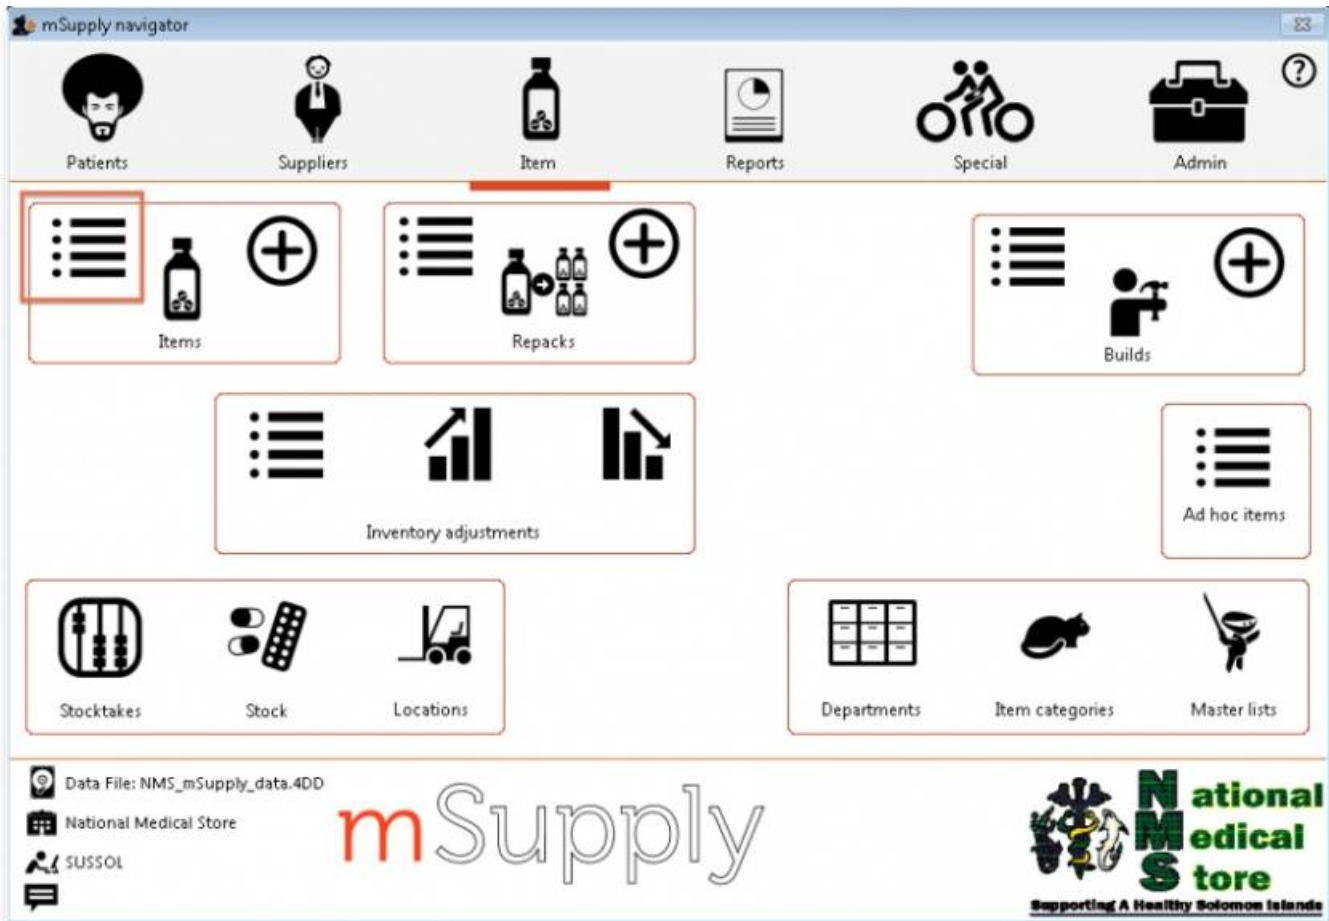 mSupply navigator
Patients
Suppliers
Item
Reports
Special
Admin
?
Items
Repacks
Builds
Inventory adjustments
Ad hoc items
Stocktakes
Stock
Locations
Departments
Item categories
Master lists
Data File: NMS_mSupply_data.4DD
National Medical Store
SUSSOL
mSupply
National
Medical
Store
Supporting A Healthy Solomon Islands